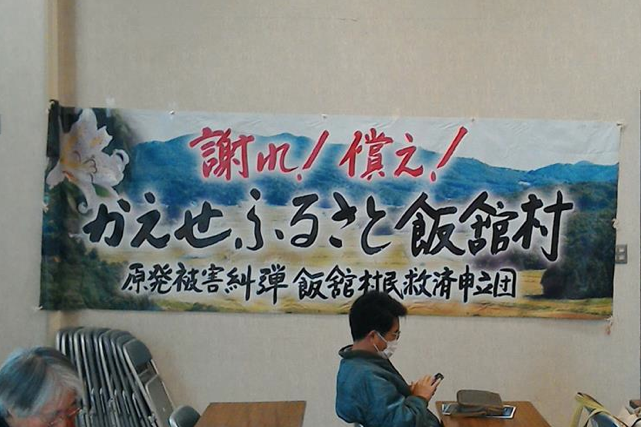 謝れ!償え!
かえせふるさと飯舘村
原発被害糾弾 飯舘村民救済申立団